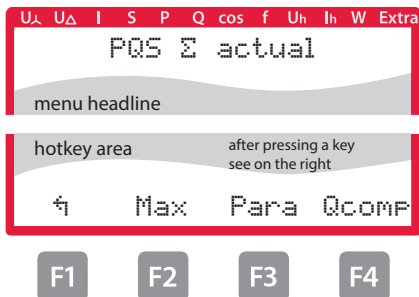 U⅄ U△ I S P Q cos f Uh Ih W Extra
PQS Σ actual
menu headline
hotkey area
after pressing a key
see on the right
↰ Max Para Qcomp
F1 F2 F3 F4